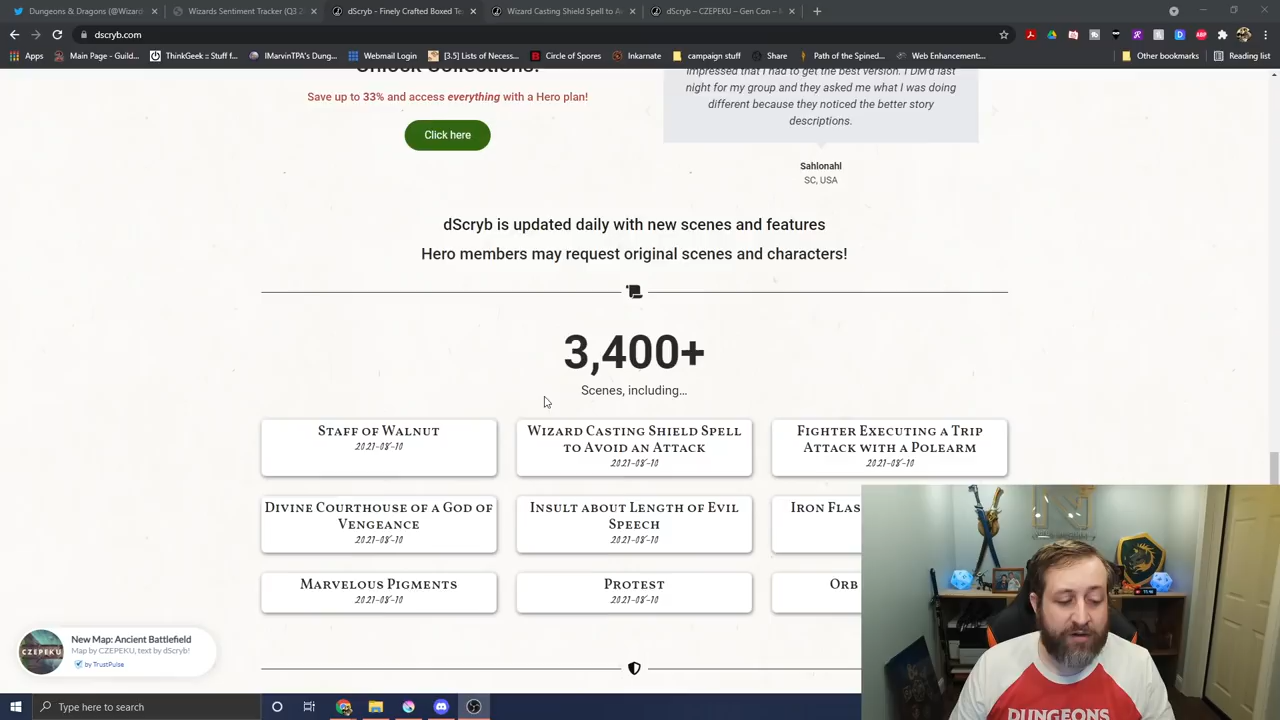 Dungeons & Dragons (@Wizard
Wizards Sentiment Tracker (Q3 2
dScryb - Finely Crafted Boxed Te
Wizard Casting Shield Spell to A
dScryb – CZEPEKU – Gen Con –
dscryb.com
Apps
Main Page - Guild...
ThinkGeek :: Stuff f...
IMarvinTPA's Dung...
Webmail Login
[3.5] Lists of Necess...
Circle of Spores
Inkarnate
campaign stuff
Share
Path of the Spined...
Web Enhancement:...
Other bookmarks
Reading list
Unlock Collections!
Save up to 33% and access everything with a Hero plan!
Click here
impressed that I had to get the best version. I DM'd last
night for my group and they asked me what I was doing
different because they noticed the better story
descriptions.
Sahlonahl
SC, USA
dScryb is updated daily with new scenes and features
Hero members may request original scenes and characters!
3,400+
Scenes, including...
Staff of Walnut
2021-08-10
Wizard Casting Shield Spell
to Avoid an Attack
2021-08-10
Fighter Executing a Trip
Attack with a Polearm
2021-08-10
Divine Courthouse of a God of
Vengeance
2021-08-10
Insult about Length of Evil
Speech
2021-08-10
Iron Flas
Marvelous Pigments
2021-08-10
Protest
2021-08-10
Orb
New Map: Ancient Battlefield
Map by CZEPEKU, text by dScryb!
by TrustPulse
CZEPEKU
Type here to search
DUNGEONS